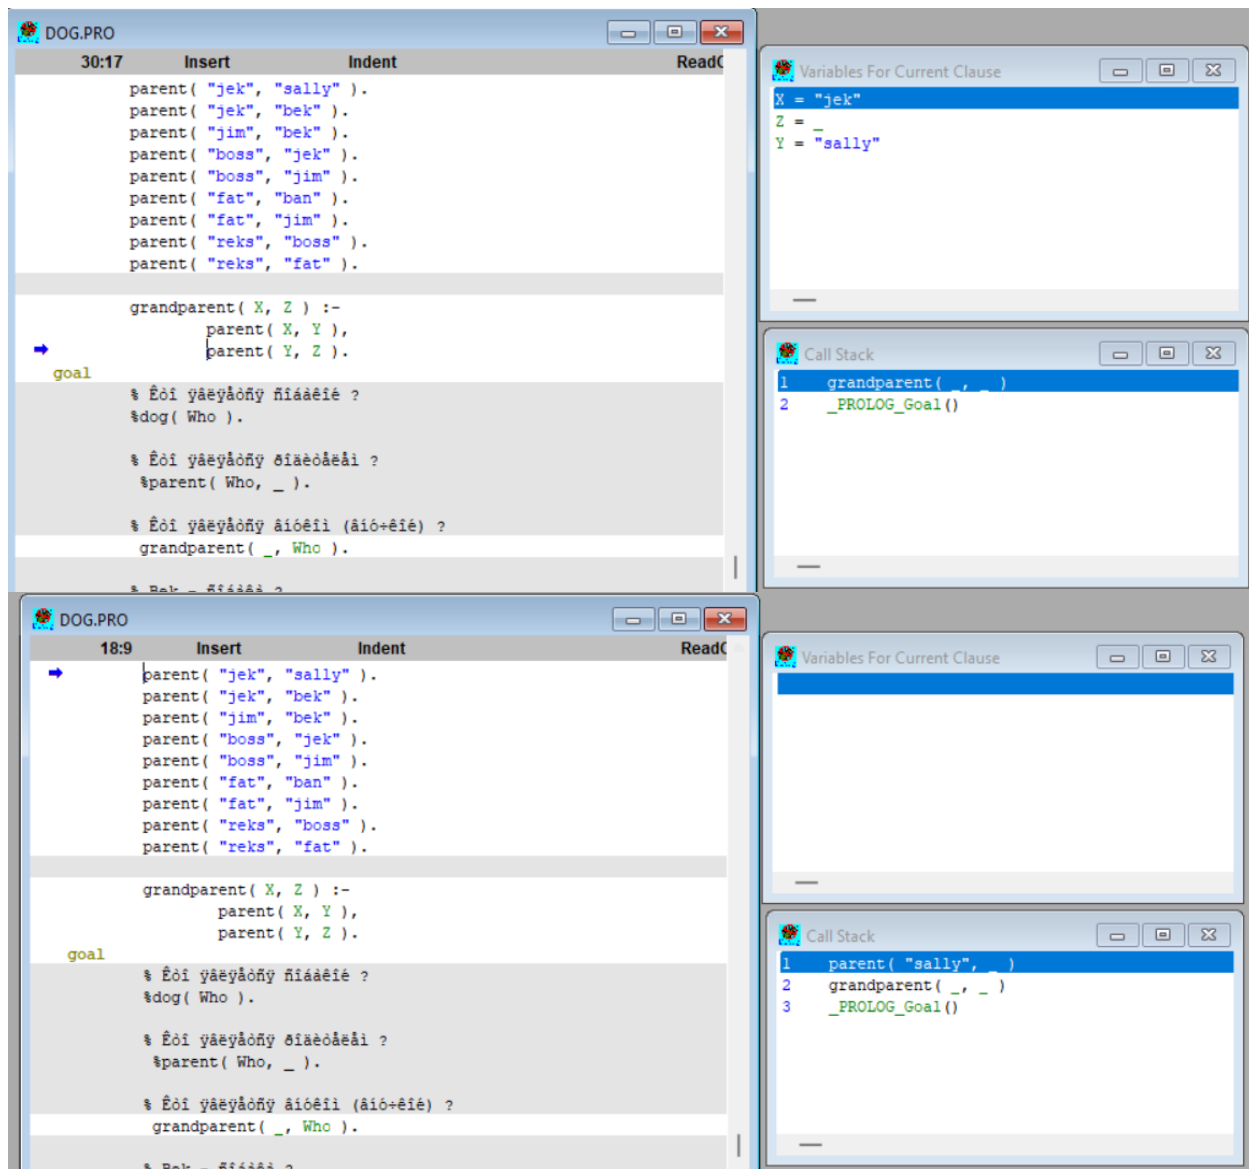 DOG.PRO
30:17 Insert Indent ReadO
parent( "jek", "sally" ).
parent( "jek", "bek" ).
parent( "jim", "bek" ).
parent( "boss", "jek" ).
parent( "boss", "jim" ).
parent( "fat", "ban" ).
parent( "fat", "jim" ).
parent( "reks", "boss" ).
parent( "reks", "fat" ).
grandparent( X, Z ) :-
parent( X, Y ),
parent( Y, Z ).
goal
% Êòî ÿâëÿåòñÿ ñîáàêîé ?
%dog( Who ).
% Êòî ÿâëÿåòñÿ ðîäèòåëåì ?
%parent( Who, _ ).
% Êòî ÿâëÿåòñÿ âíóêîì (âíó÷êîé) ?
grandparent( _, Who ).
% Bek - ñîáàêà ?
Variables For Current Clause
X = "jek"
Z = _
Y = "sally"
Call Stack
1 grandparent( _, _ )
2 _PROLOG_Goal()
DOG.PRO
18:9 Insert Indent ReadO
parent( "jek", "sally" ).
parent( "jek", "bek" ).
parent( "jim", "bek" ).
parent( "boss", "jek" ).
parent( "boss", "jim" ).
parent( "fat", "ban" ).
parent( "fat", "jim" ).
parent( "reks", "boss" ).
parent( "reks", "fat" ).
grandparent( X, Z ) :-
parent( X, Y ),
parent( Y, Z ).
goal
% Êòî ÿâëÿåòñÿ ñîáàêîé ?
%dog( Who ).
% Êòî ÿâëÿåòñÿ ðîäèòåëåì ?
%parent( Who, _ ).
% Êòî ÿâëÿåòñÿ âíóêîì (âíó÷êîé) ?
grandparent( _, Who ).
% Bek - ñîáàêà ?
Variables For Current Clause
Call Stack
1 parent( "sally", _ )
2 grandparent( _, _ )
3 _PROLOG_Goal()